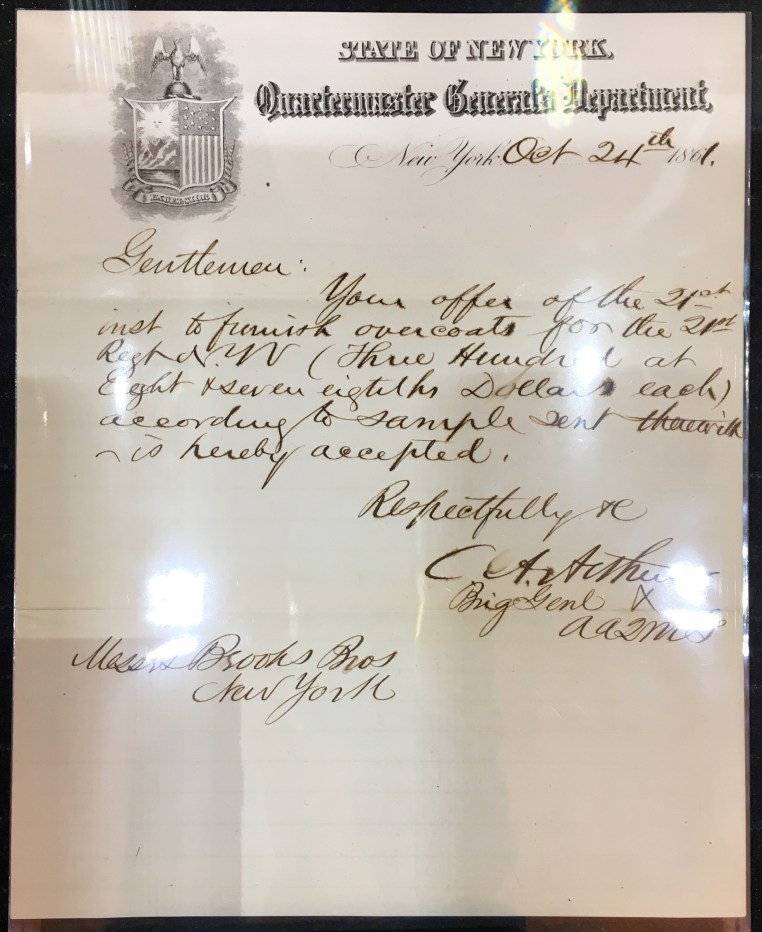 STATE OF NEW YORK.
Quartermaster General's Department,
New York Oct 24th 1861.
EXCELSIOR
Gentlemen:
Your offer of the 21st
inst to furnish overcoats for the 21st
Regt N.Y.V (Three Hundred at
Eight & seven eigtlhs Dollars each)
according to sample sent therewith
- is hereby accepted.
Respectfully &c
C. A. Arthur
Brig Genl &
a a Q M G
Messrs Brooks Bros
New York